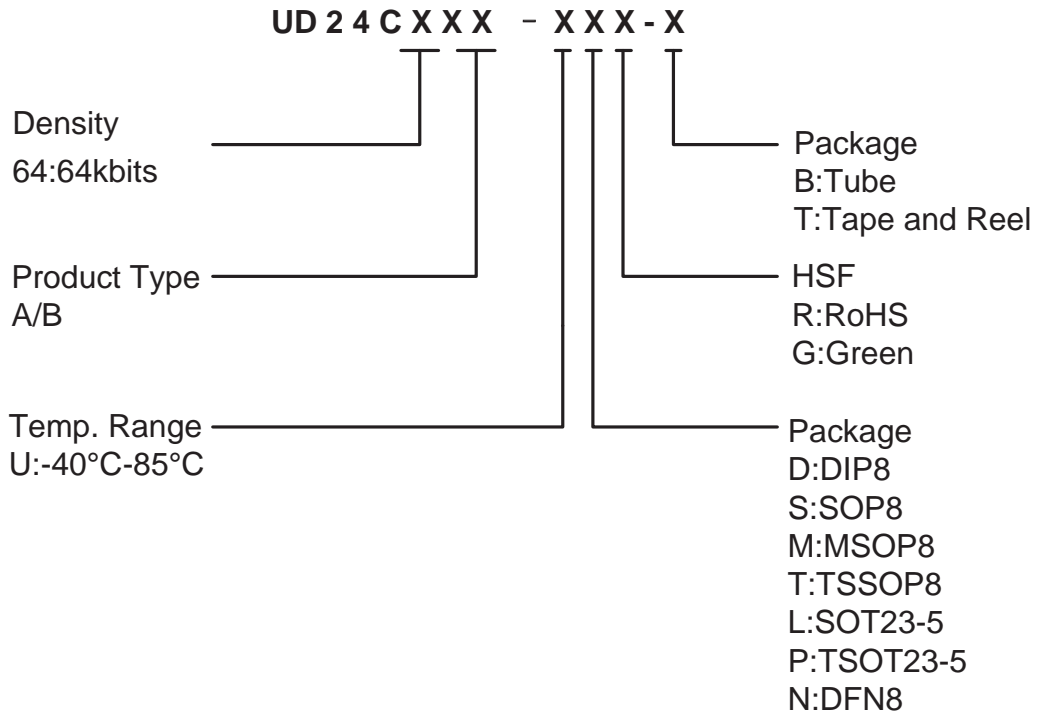 UD 2 4 C X X X - X X X - X
Density
64:64kbits
Product Type
A/B
Temp. Range
U:-40°C-85°C
Package
B:Tube
T:Tape and Reel
HSF
R:RoHS
G:Green
Package
D:DIP8
S:SOP8
M:MSOP8
T:TSSOP8
L:SOT23-5
P:TSOT23-5
N:DFN8